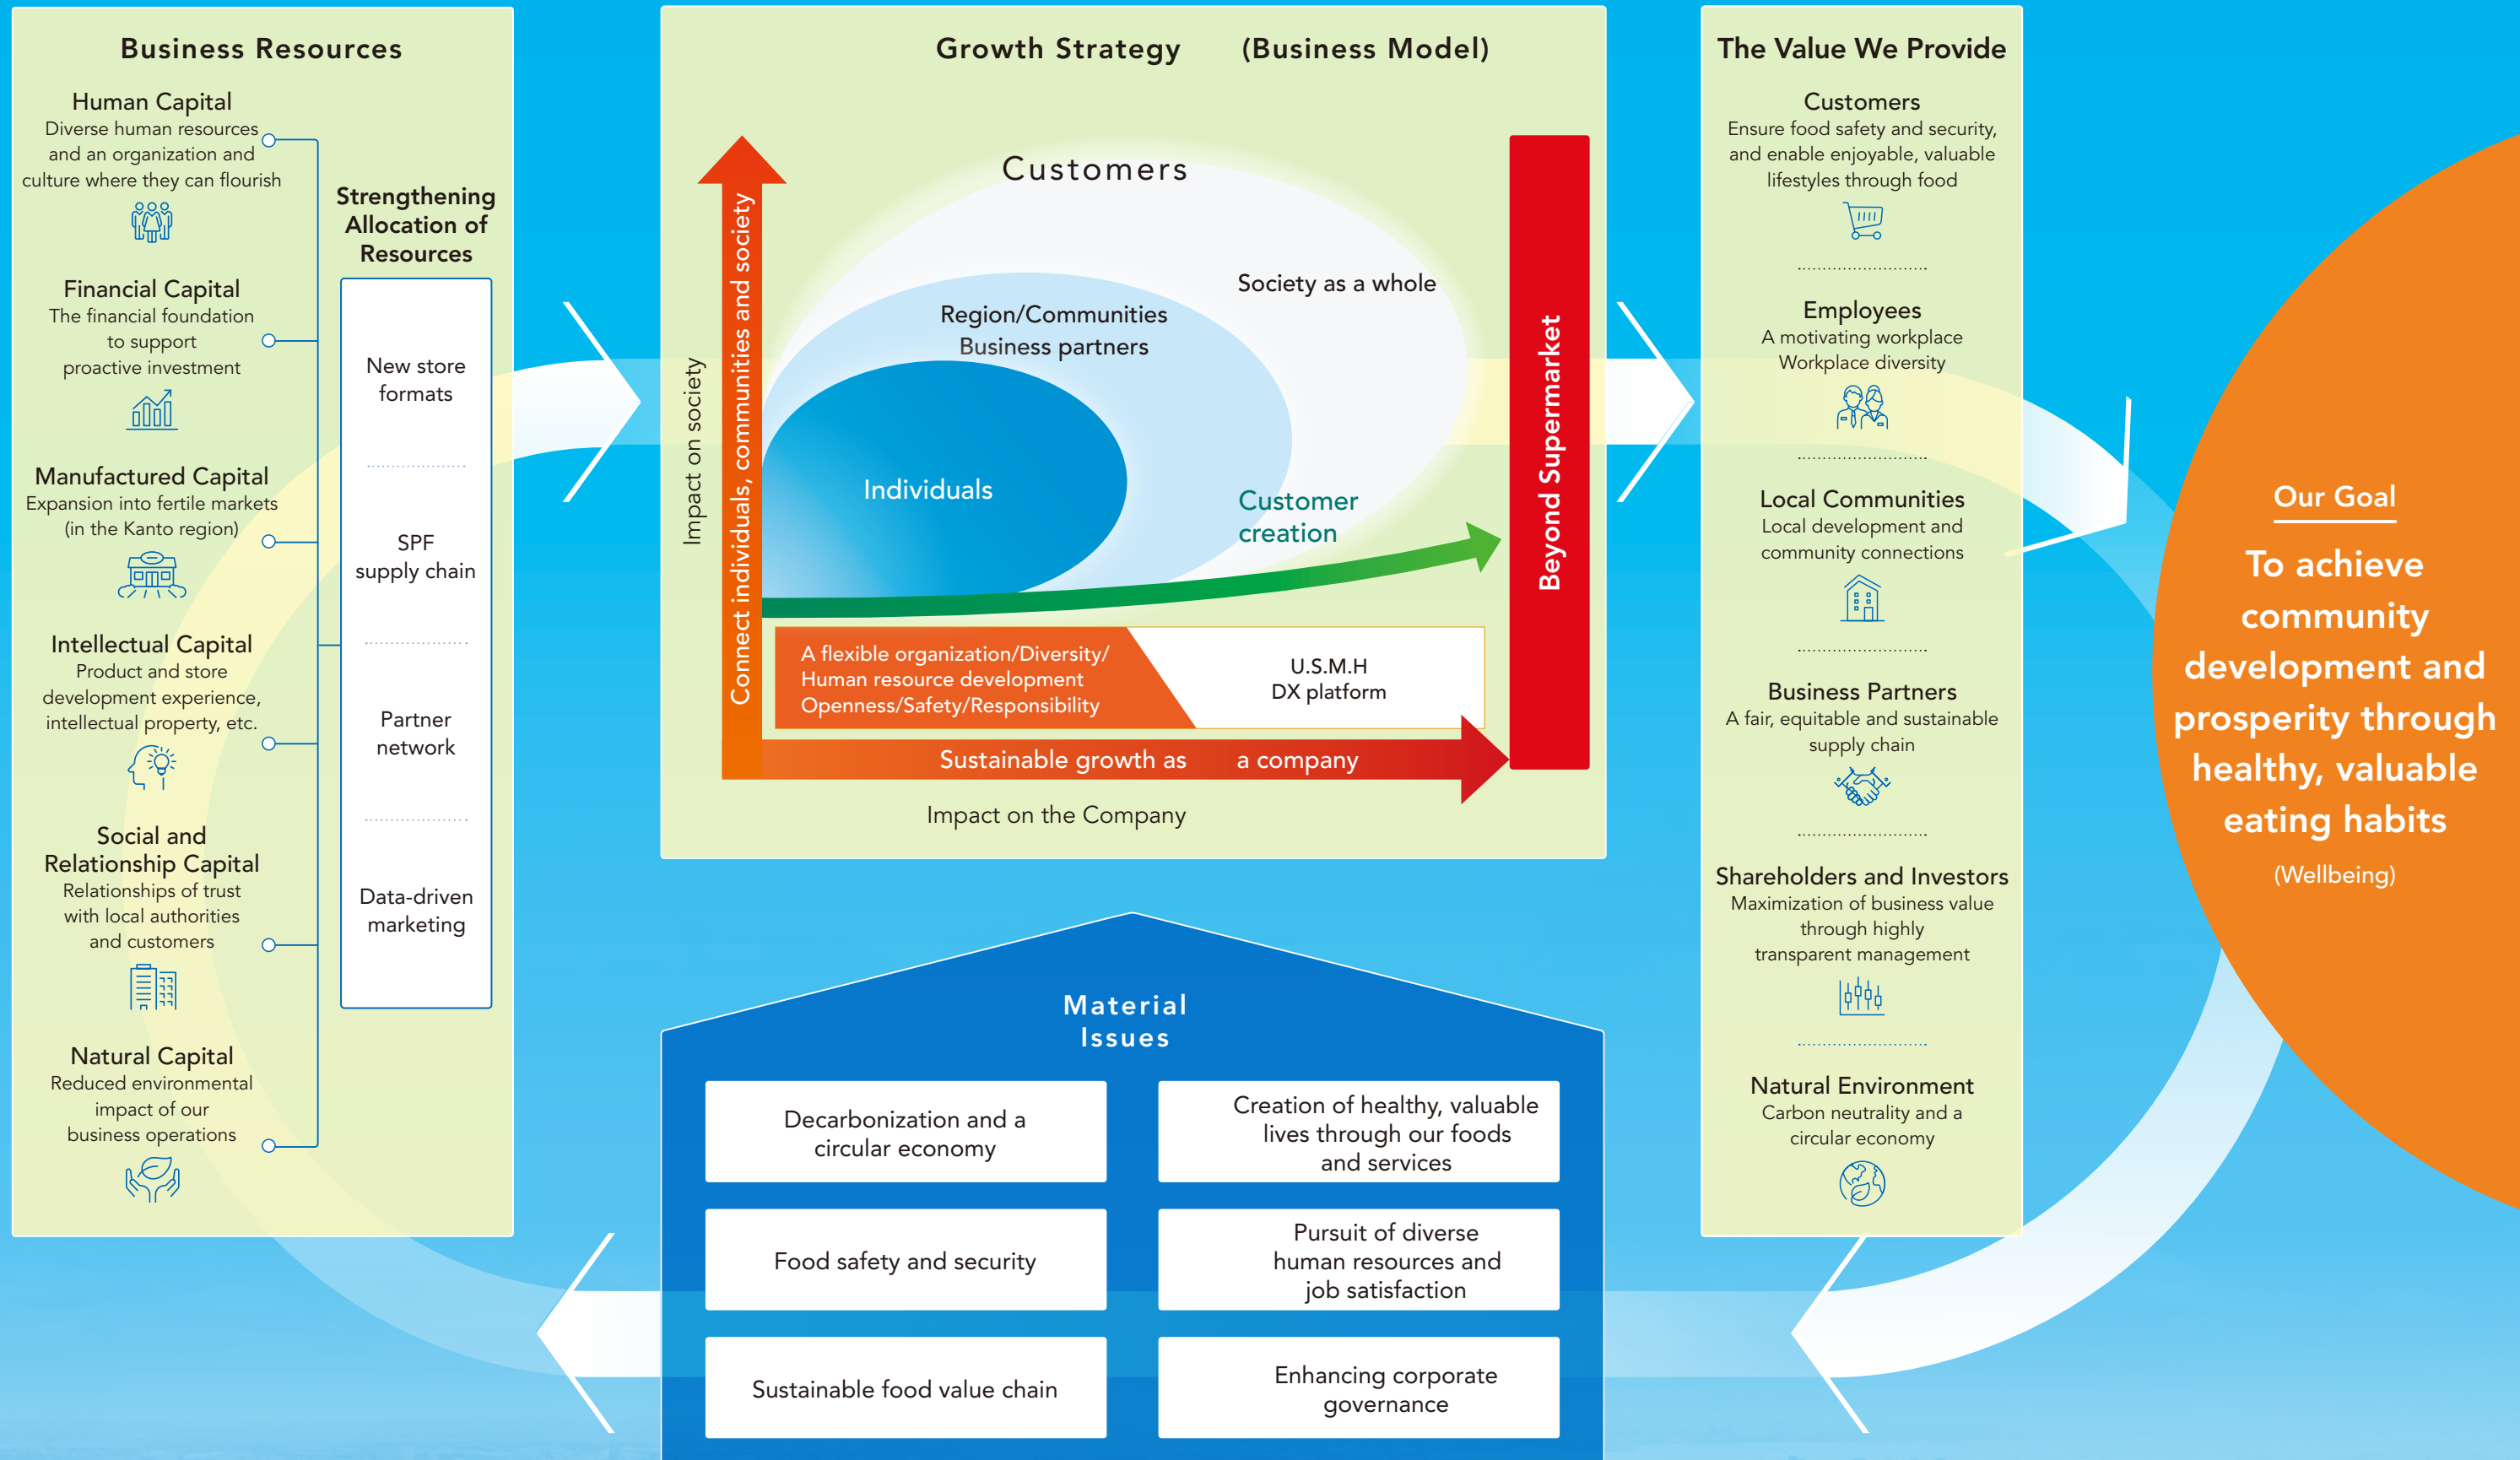 Business Resources
Human Capital
Diverse human resources
and an organization and
culture where they can flourish
Financial Capital
The financial foundation
to support
proactive investment
Manufactured Capital
Expansion into fertile markets
(in the Kanto region)
Intellectual Capital
Product and store
development experience,
intellectual property, etc.
Social and
Relationship Capital
Relationships of trust
with local authorities
and customers
Natural Capital
Reduced environmental
impact of our
business operations
Strengthening
Allocation of
Resources
New store
formats
SPF
supply chain
Partner
network
Data-driven
marketing
Growth Strategy (Business Model)
Impact on society
Connect individuals, communities and society
Customers
Society as a whole
Region/Communities
Business partners
Individuals
Customer
creation
A flexible organization/Diversity/
Human resource development
Openness/Safety/Responsibility
U.S.M.H
DX platform
Sustainable growth as a company
Impact on the Company
Beyond Supermarket
Material
Issues
Decarbonization and a
circular economy
Creation of healthy, valuable
lives through our foods
and services
Food safety and security
Pursuit of diverse
human resources and
job satisfaction
Sustainable food value chain
Enhancing corporate
governance
The Value We Provide
Customers
Ensure food safety and security,
and enable enjoyable, valuable
lifestyles through food
Employees
A motivating workplace
Workplace diversity
Local Communities
Local development and
community connections
Business Partners
A fair, equitable and sustainable
supply chain
Shareholders and Investors
Maximization of business value
through highly
transparent management
Natural Environment
Carbon neutrality and a
circular economy
Our Goal
To achieve
community
development and
prosperity through
healthy, valuable
eating habits
(Wellbeing)